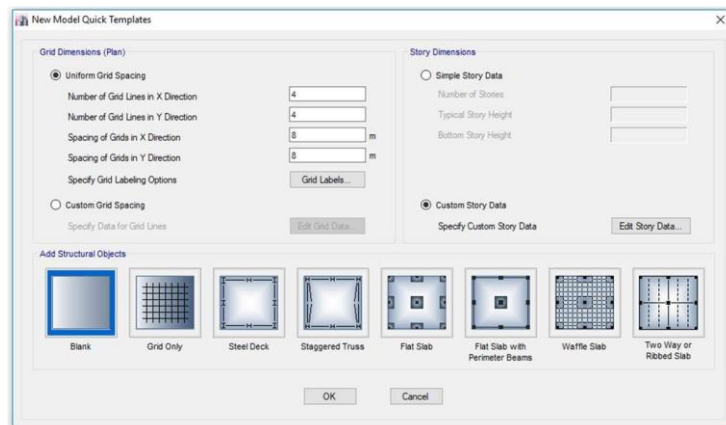 New Model Quick Templates
Grid Dimensions (Plan)
Uniform Grid Spacing
Number of Grid Lines in X Direction 4
Number of Grid Lines in Y Direction 4
Spacing of Grids in X Direction 8 m
Spacing of Grids in Y Direction 8 m
Specify Grid Labeling Options Grid Labels...
Custom Grid Spacing
Specify Data for Grid Lines Edit Grid Data...
Story Dimensions
Simple Story Data
Number of Stories
Typical Story Height
Bottom Story Height
Custom Story Data
Specify Custom Story Data Edit Story Data...
Add Structural Objects
Blank
Grid Only
Steel Deck
Staggered Truss
Flat Slab
Flat Slab with
Perimeter Beams
Waffle Slab
Two Way or
Ribbed Slab
OK Cancel